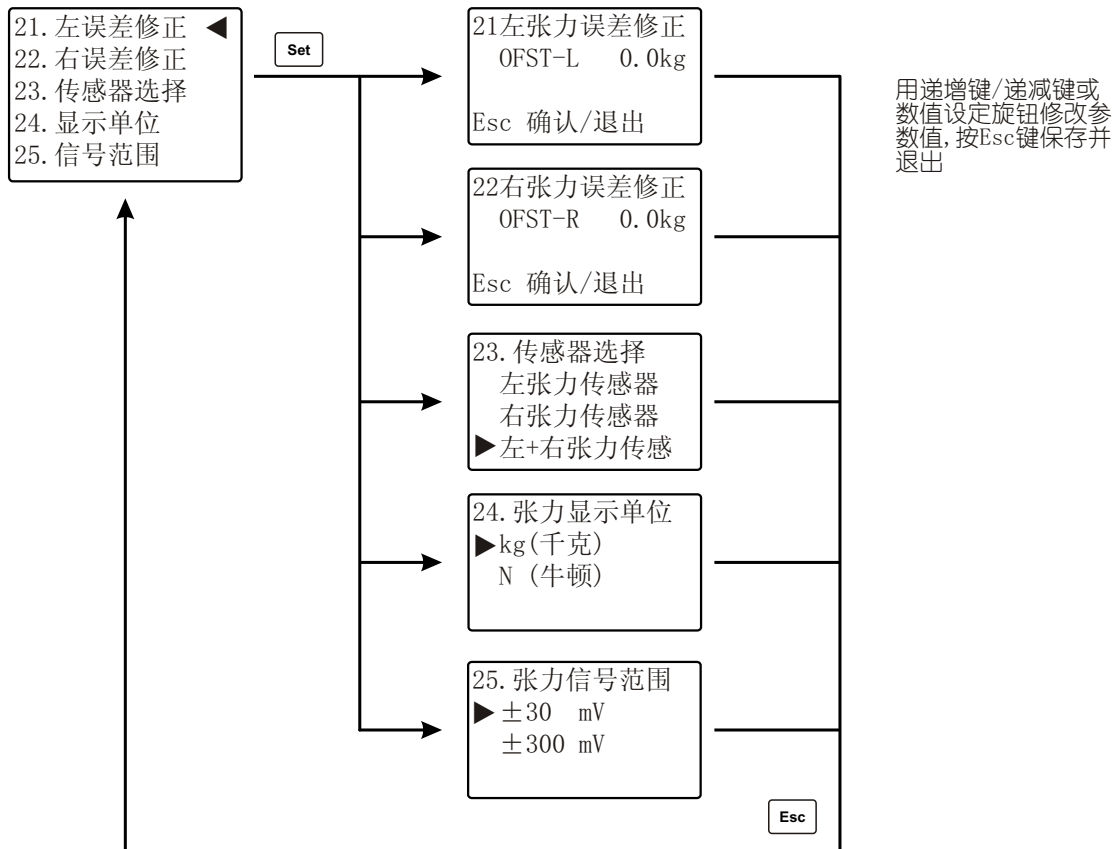 21.左误差修正 ◀
22.右误差修正
23.传感器选择
24.显示单位
25.信号范围
Set
21左张力误差修正
OFST-L 0.0kg
Esc 确认/退出
22右张力误差修正
OFST-R 0.0kg
Esc 确认/退出
23.传感器选择
左张力传感器
右张力传感器
▶左+右张力传感
24.张力显示单位
▶kg(千克)
N (牛顿)
25.张力信号范围
▶±30 mV
±300 mV
用递增键/递减键或
数值设定旋钮修改参
数值,按Esc键保存并
退出
Esc